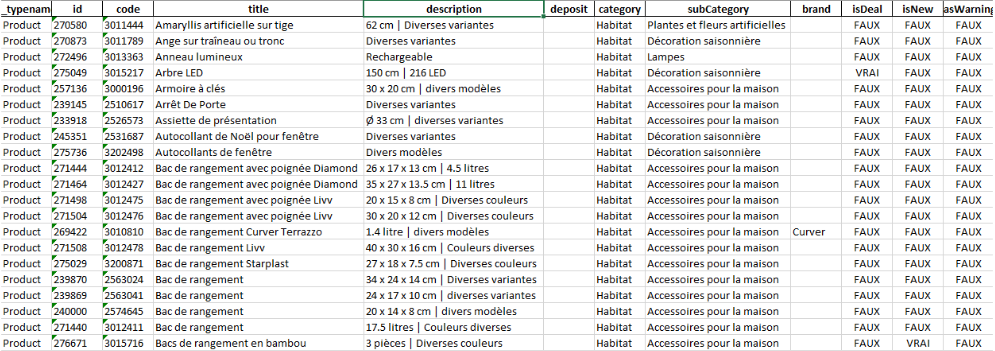 _typenam id code title description deposit category subCategory brand isDeal isNew asWarning
Product 270580 3011444 Amaryllis artificielle sur tige 62 cm | Diverses variantes Habitat Plantes et fleurs artificielles FAUX FAUX FAUX
Product 270873 3011789 Ange sur traîneau ou tronc Diverses variantes Habitat Décoration saisonnière FAUX FAUX FAUX
Product 272496 3013363 Anneau lumineux Rechargeable Habitat Lampes FAUX FAUX FAUX
Product 275049 3015217 Arbre LED 150 cm | 216 LED Habitat Décoration saisonnière VRAI FAUX FAUX
Product 257136 3000196 Armoire à clés 30 x 20 cm | divers modèles Habitat Accessoires pour la maison FAUX FAUX FAUX
Product 239145 2510617 Arrêt De Porte Diverses variantes Habitat Accessoires pour la maison FAUX FAUX FAUX
Product 233918 2526573 Assiette de présentation Ø 33 cm | diverses variantes Habitat Accessoires pour la maison FAUX FAUX FAUX
Product 245351 2531687 Autocollant de Noël pour fenêtre Diverses variantes Habitat Décoration saisonnière FAUX FAUX FAUX
Product 275736 3202498 Autocollants de fenêtre Divers modèles Habitat Décoration saisonnière FAUX FAUX FAUX
Product 271444 3012412 Bac de rangement avec poignée Diamond 26 x 17 x 13 cm | 4.5 litres Habitat Accessoires pour la maison FAUX FAUX FAUX
Product 271464 3012427 Bac de rangement avec poignée Diamond 35 x 27 x 13.5 cm | 11 litres Habitat Accessoires pour la maison FAUX FAUX FAUX
Product 271498 3012475 Bac de rangement avec poignée Livv 20 x 15 x 8 cm | Diverses couleurs Habitat Accessoires pour la maison FAUX FAUX FAUX
Product 271504 3012476 Bac de rangement avec poignée Livv 30 x 20 x 12 cm | Diverses couleurs Habitat Accessoires pour la maison FAUX FAUX FAUX
Product 269422 3010810 Bac de rangement Curver Terrazzo 1.4 litre | divers modèles Habitat Accessoires pour la maison Curver FAUX FAUX FAUX
Product 271508 3012478 Bac de rangement Livv 40 x 30 x 16 cm | Couleurs diverses Habitat Accessoires pour la maison FAUX FAUX FAUX
Product 275029 3200871 Bac de rangement Starplast 27 x 18 x 7.5 cm | Diverses couleurs Habitat Accessoires pour la maison FAUX FAUX FAUX
Product 239870 2563024 Bac de rangement 34 x 24 x 14 cm | Diverses variantes Habitat Accessoires pour la maison FAUX FAUX FAUX
Product 239869 2563041 Bac de rangement 24 x 17 x 10 cm | diverses variantes Habitat Accessoires pour la maison FAUX FAUX FAUX
Product 240000 2574645 Bac de rangement 20 x 14 x 8 cm | divers modèles Habitat Accessoires pour la maison FAUX FAUX FAUX
Product 271440 3012411 Bac de rangement 17.5 litres | Couleurs diverses Habitat Accessoires pour la maison FAUX FAUX FAUX
Product 276671 3015716 Bacs de rangement en bambou 3 pièces | Diverses couleurs Habitat Accessoires pour la maison FAUX VRAI FAUX